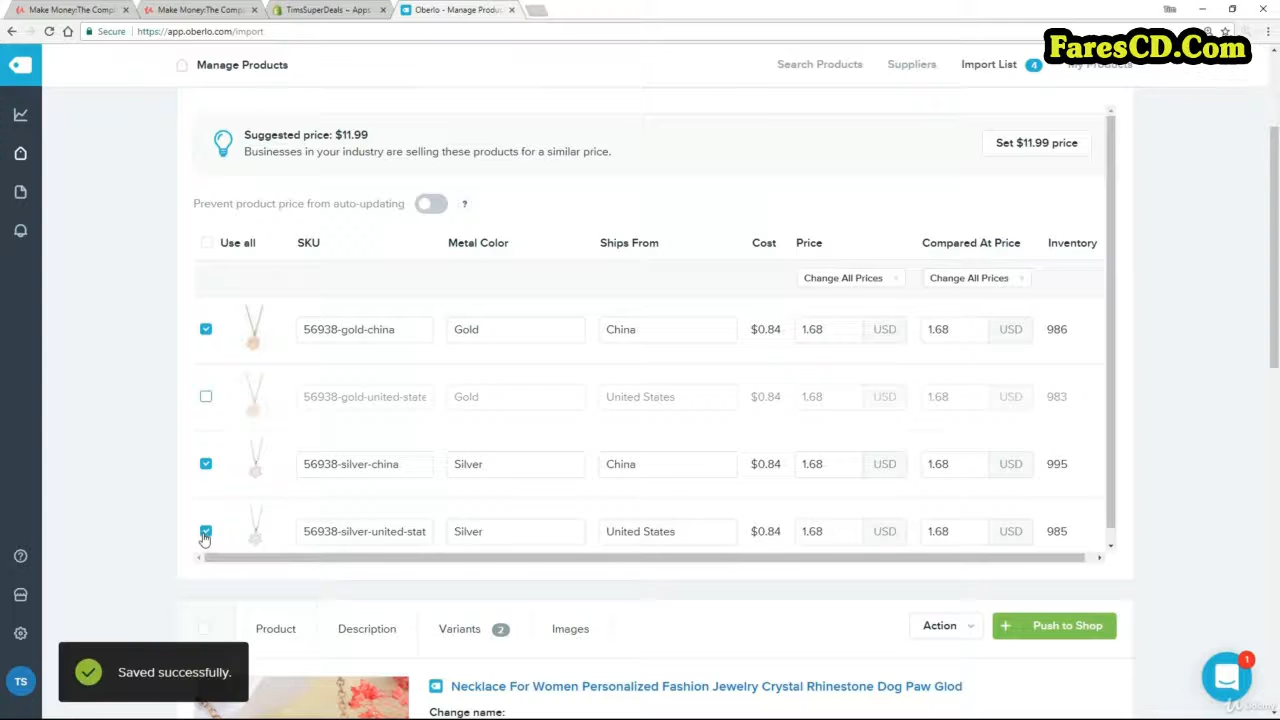 Make Money:The Compl
Make Money:The Compl
TimsSuperDeals ~ Apps
Oberlo - Manage Produc
Tim
Secure
https://app.oberlo.com/import
FaresCD.Com
Manage Products
Search Products
Suppliers
Import List 4
My Products
Suggested price: $11.99
Businesses in your industry are selling these products for a similar price.
Set $11.99 price
Prevent product price from auto-updating ?
Use all SKU Metal Color Ships From Cost Price Compared At Price Inventory
Change All Prices Change All Prices
56938-gold-china Gold China $0.84 1.68 USD 1.68 USD 986
56938-gold-united-state Gold United States $0.84 1.68 USD 1.68 USD 983
56938-silver-china Silver China $0.84 1.68 USD 1.68 USD 995
56938-silver-united-stat Silver United States $0.84 1.68 USD 1.68 USD 985
Product Description Variants 2 Images Action Push to Shop
Necklace For Women Personalized Fashion Jewelry Crystal Rhinestone Dog Paw Glod
Change name:
Saved successfully.
TS
1
Udemy